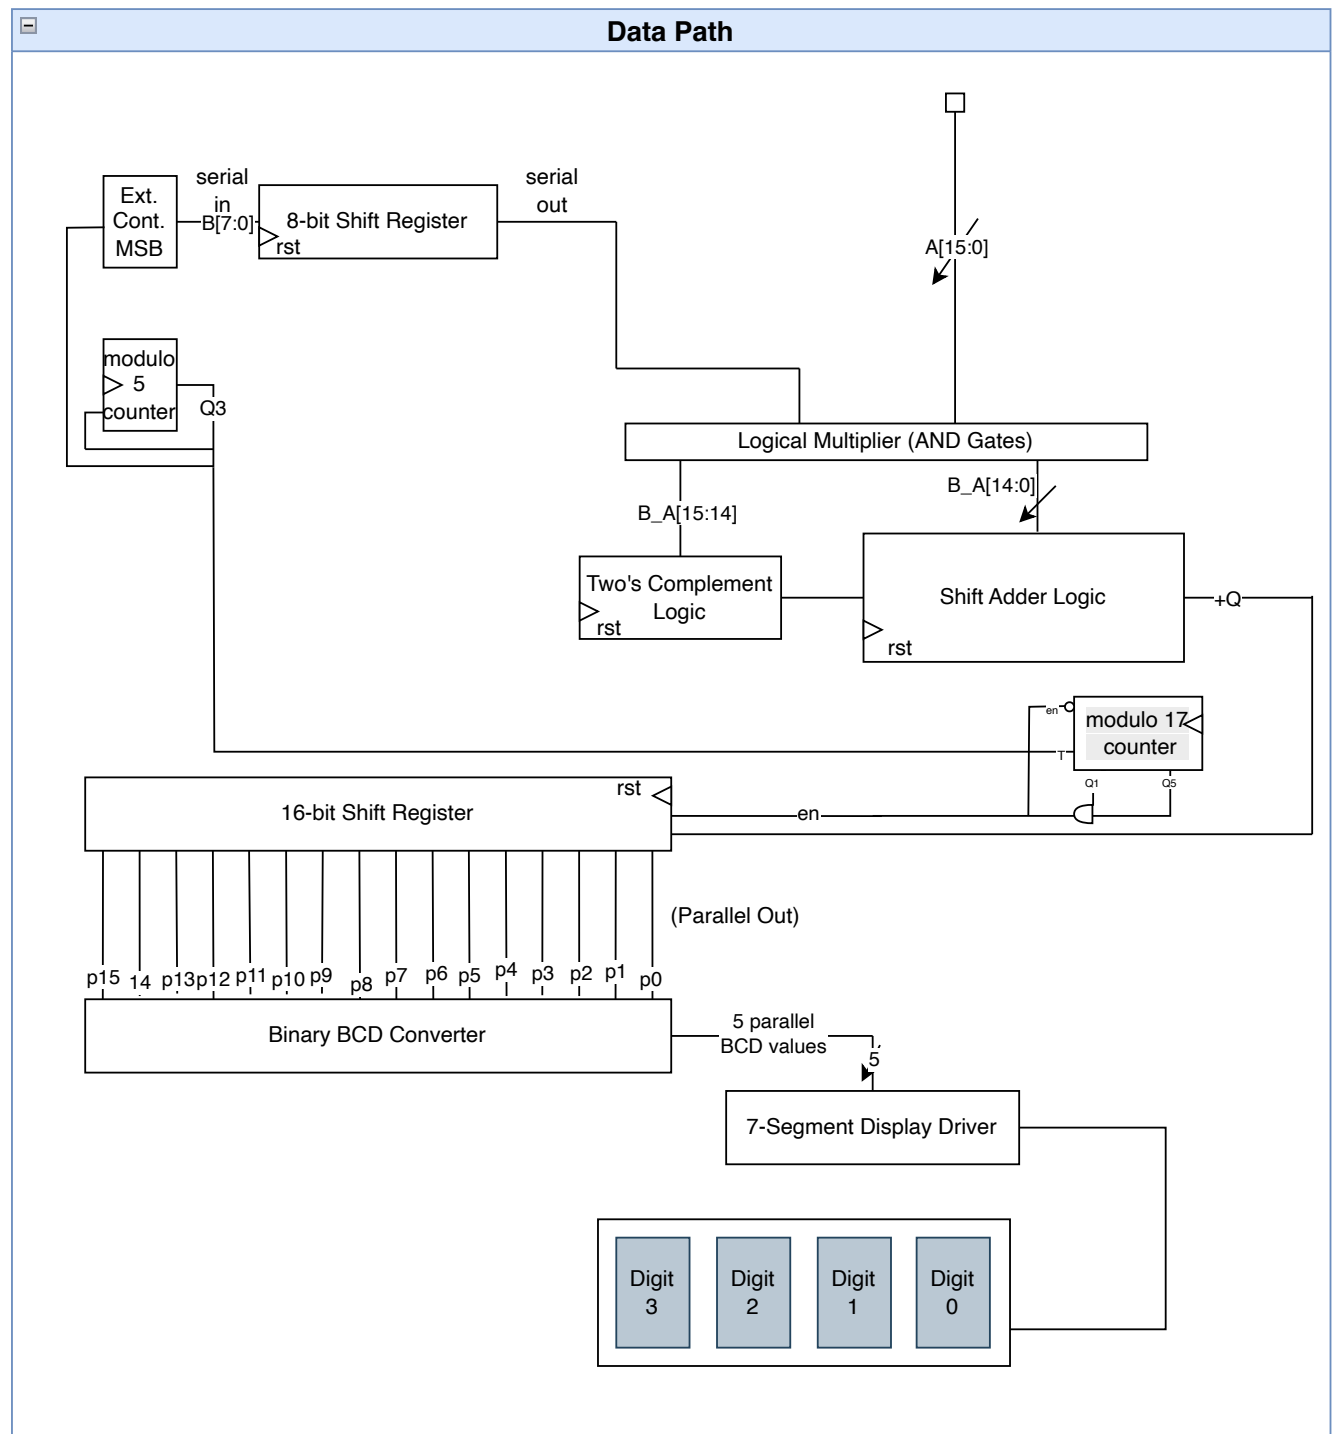 Data Path
Ext.
Cont.
MSB
serial
in
B[7:0]
8-bit Shift Register
rst
serial
out
A[15:0]
modulo
5
counter
Q3
Logical Multiplier (AND Gates)
B_A[15:14]
B_A[14:0]
Two's Complement
Logic
rst
Shift Adder Logic
rst
+Q
en
modulo 17
counter
T
Q1
Q5
16-bit Shift Register
rst
en
(Parallel Out)
p15 14 p13 p12 p11 p10 p9 p8 p7 p6 p5 p4 p3 p2 p1 p0
Binary BCD Converter
5 parallel
BCD values
5
7-Segment Display Driver
Digit
3
Digit
2
Digit
1
Digit
0